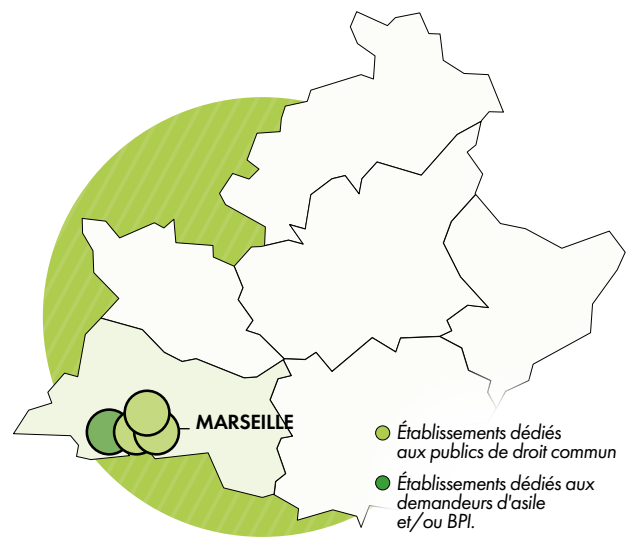 MARSEILLE
Établissements dédiés
aux publics de droit commun
Établissements dédiés aux
demandeurs d'asile
et/ou BPI.